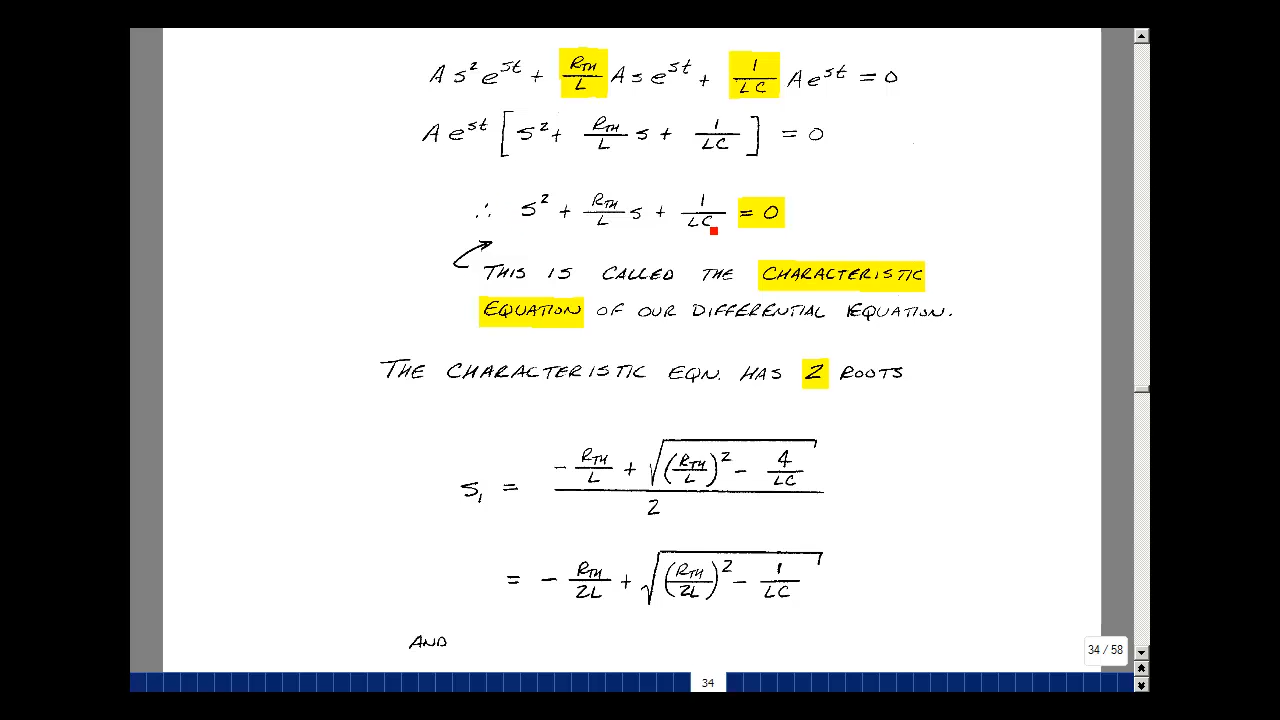 A s² e^st + R_TH/L A s e^st + 1/LC A e^st = 0
A e^st [ s² + R_TH/L s + 1/LC ] = 0
∴ s² + R_TH/L s + 1/LC = 0
THIS IS CALLED THE CHARACTERISTIC
EQUATION OF OUR DIFFERENTIAL EQUATION.
THE CHARACTERISTIC EQN. HAS 2 ROOTS
s₁ = (-R_TH/L + √((R_TH/L)² - 4/LC))/2
= - R_TH/2L + √((R_TH/2L)² - 1/LC)
AND
34 / 58
34